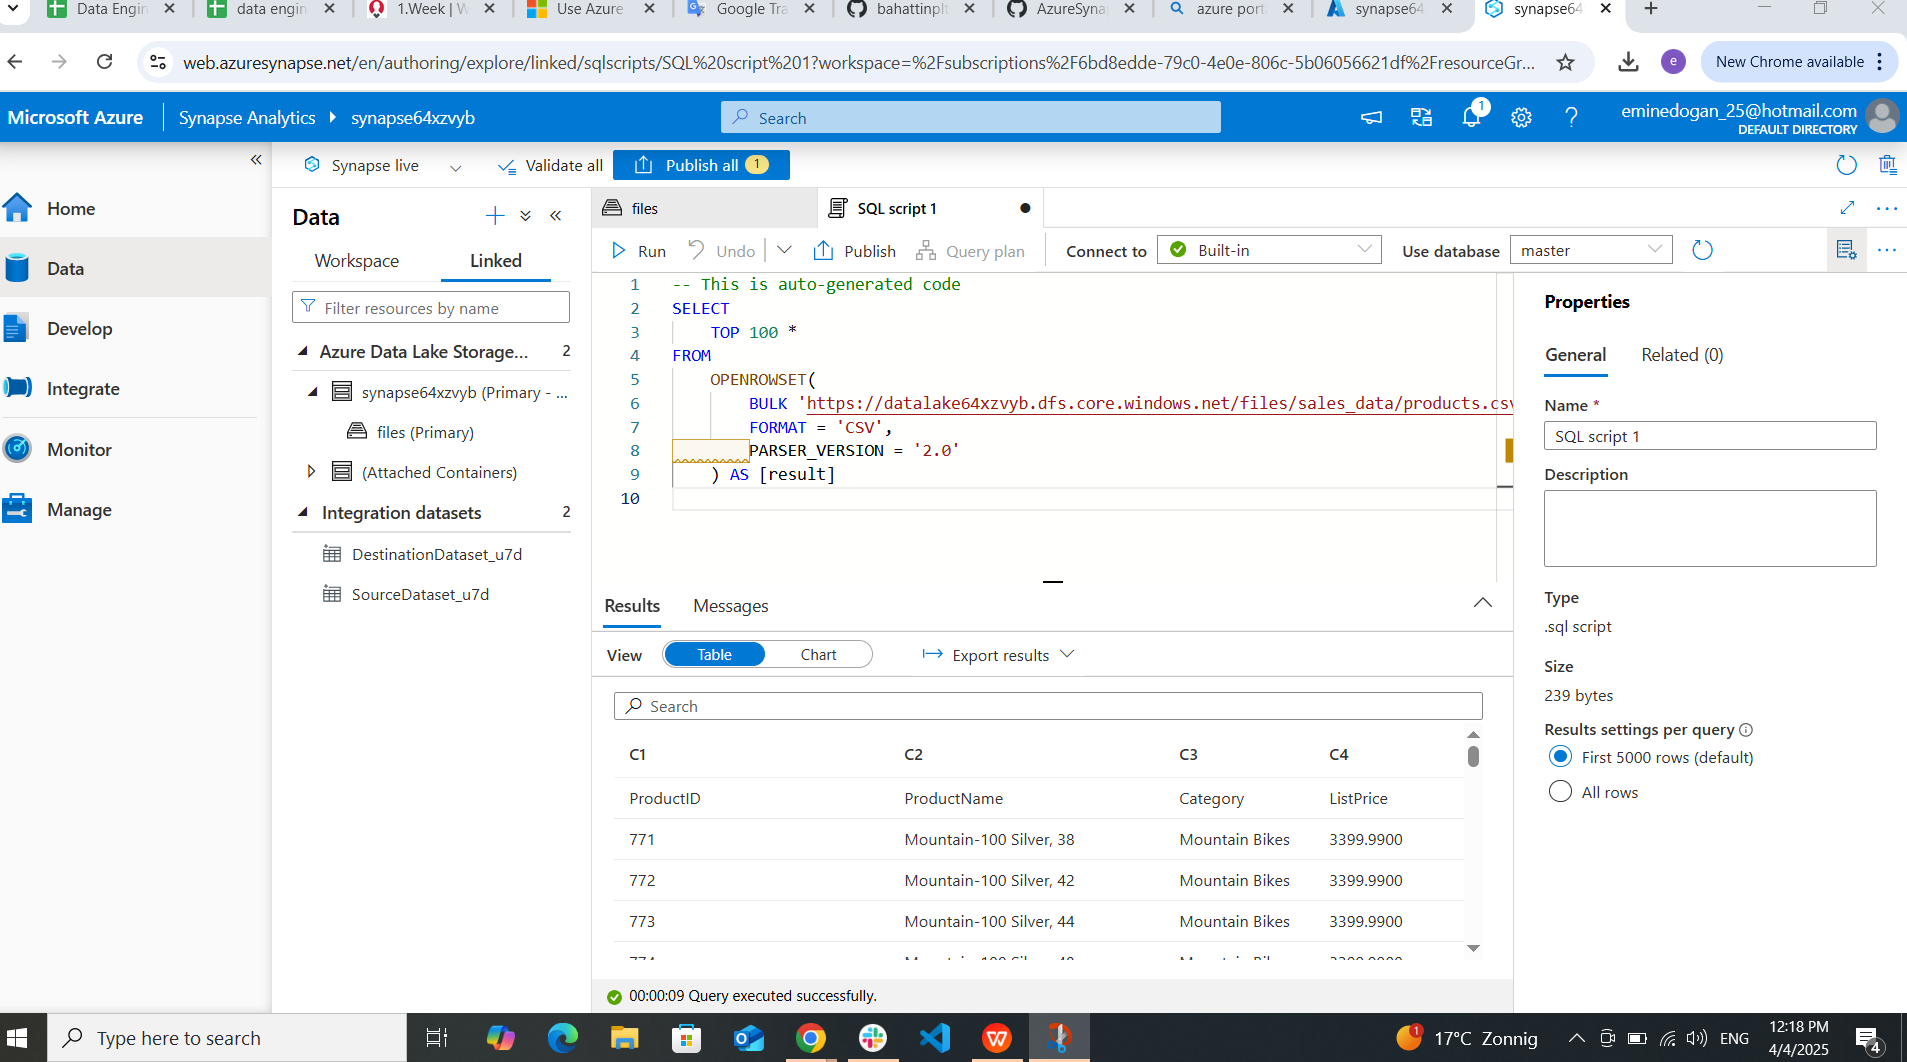 Data Engin
data engin
1.Week | W
Use Azure
Google Tra
bahattinplt
AzureSyna
azure port
synapse64
synapse64
web.azuresynapse.net/en/authoring/explore/linked/sqlscripts/SQL%20script%201?workspace=%2Fsubscriptions%2F6bd8edde-79c0-4e0e-806c-5b06056621df%2FresourceGr...
e
New Chrome available
Microsoft Azure
Synapse Analytics
synapse64xzvyb
Search
1
eminedogan_25@hotmail.com
DEFAULT DIRECTORY
Synapse live
Validate all
Publish all 1
Home
Data
Develop
Integrate
Monitor
Manage
Data
Workspace
Linked
Filter resources by name
Azure Data Lake Storage... 2
synapse64xzvyb (Primary - ...
files (Primary)
(Attached Containers)
Integration datasets 2
DestinationDataset_u7d
SourceDataset_u7d
files
SQL script 1
Run
Undo
Publish
Query plan
Connect to
Built-in
Use database
master
1 -- This is auto-generated code
2 SELECT
3 TOP 100 *
4 FROM
5 OPENROWSET(
6 BULK 'https://datalake64xzvyb.dfs.core.windows.net/files/sales_data/products.csv
7 FORMAT = 'CSV',
8 PARSER_VERSION = '2.0'
9 ) AS [result]
10
Results
Messages
View
Table
Chart
Export results
Search
C1 C2 C3 C4
ProductID ProductName Category ListPrice
771 Mountain-100 Silver, 38 Mountain Bikes 3399.9900
772 Mountain-100 Silver, 42 Mountain Bikes 3399.9900
773 Mountain-100 Silver, 44 Mountain Bikes 3399.9900
00:00:09 Query executed successfully.
Properties
General
Related (0)
Name *
SQL script 1
Description
Type
.sql script
Size
239 bytes
Results settings per query
First 5000 rows (default)
All rows
Type here to search
1
17°C Zonnig
ENG
12:18 PM
4/4/2025
4